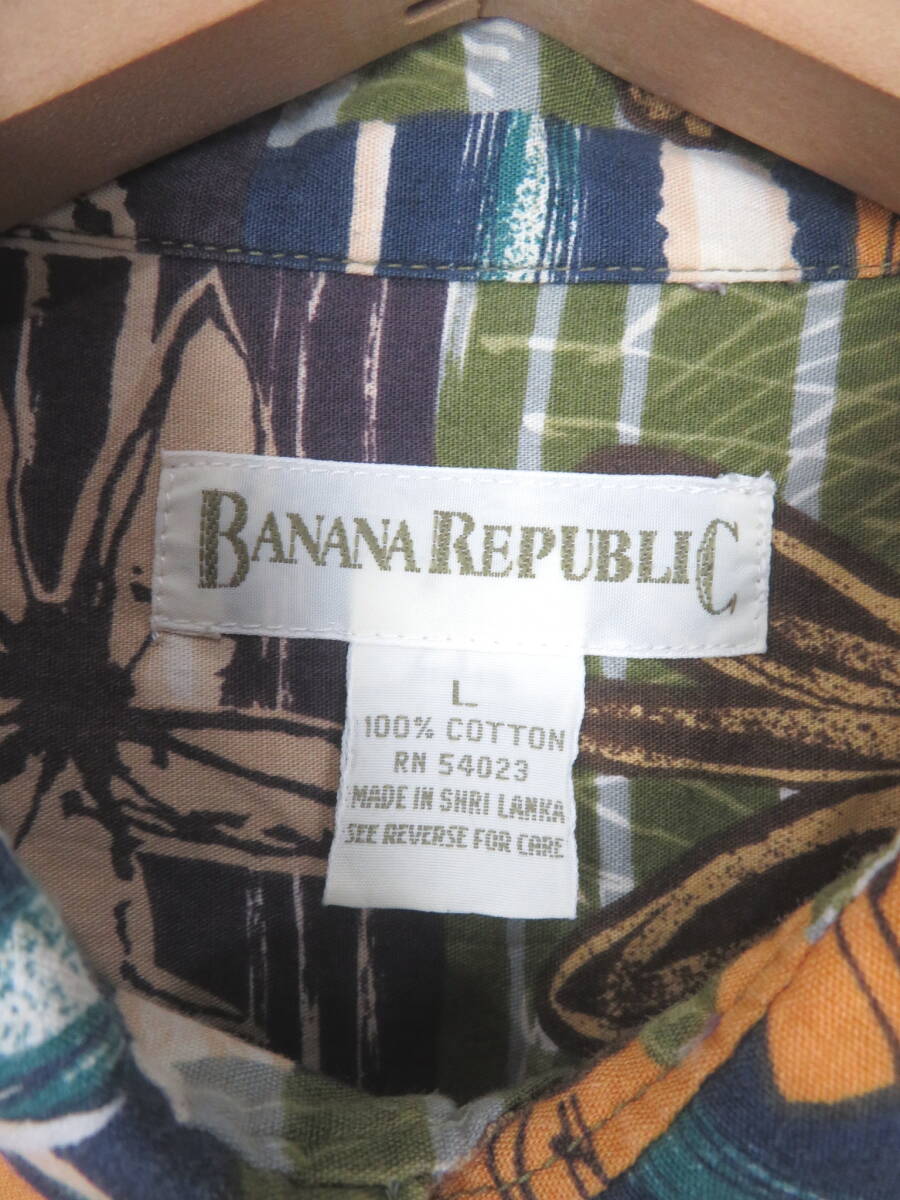 BANANA REPUBLIC
L
100% COTTON
RN 54023
MADE IN SHRI LANKA
SEE REVERSE FOR CARE